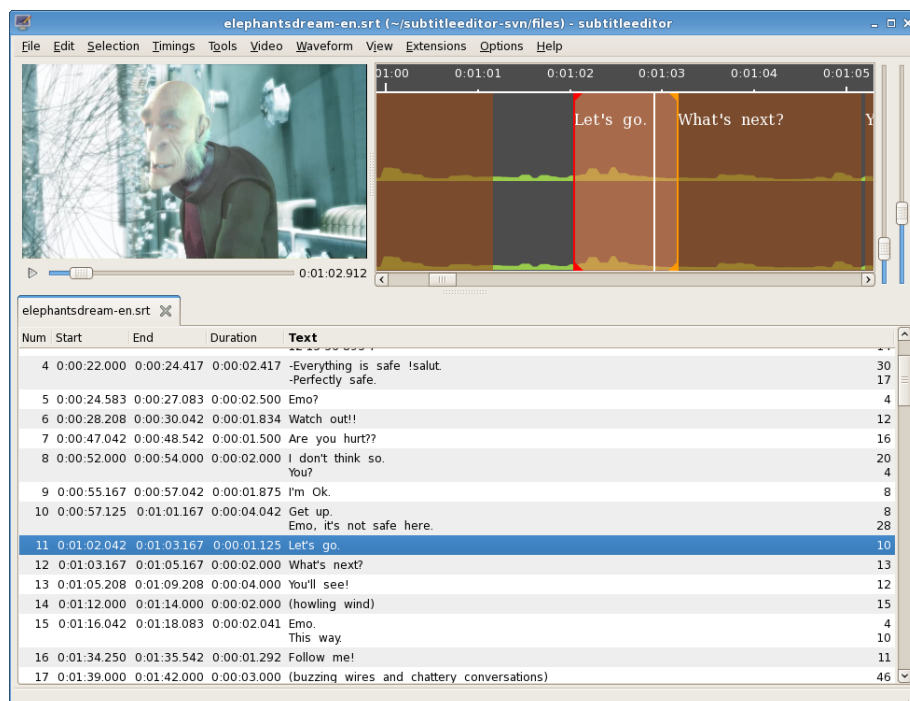 elephantsdream-en.srt (~/subtitleeditor-svn/files) - subtitleeditor
File Edit Selection Timings Tools Video Waveform View Extensions Options Help
01:00 0:01:01 0:01:02 0:01:03 0:01:04 0:01:05
Let's go. What's next? Y
0:01:02.912
elephantsdream-en.srt
Num Start End Duration Text
4 0:00:22.000 0:00:24.417 0:00:02.417 -Everything is safe !salut. 30
-Perfectly safe. 17
5 0:00:24.583 0:00:27.083 0:00:02.500 Emo? 4
6 0:00:28.208 0:00:30.042 0:00:01.834 Watch out!! 12
7 0:00:47.042 0:00:48.542 0:00:01.500 Are you hurt?? 16
8 0:00:52.000 0:00:54.000 0:00:02.000 I don't think so. 20
You? 4
9 0:00:55.167 0:00:57.042 0:00:01.875 I'm Ok. 8
10 0:00:57.125 0:01:01.167 0:00:04.042 Get up. 8
Emo, it's not safe here. 28
11 0:01:02.042 0:01:03.167 0:00:01.125 Let's go. 10
12 0:01:03.167 0:01:05.167 0:00:02.000 What's next? 13
13 0:01:05.208 0:01:09.208 0:00:04.000 You'll see! 12
14 0:01:12.000 0:01:14.000 0:00:02.000 (howling wind) 15
15 0:01:16.042 0:01:18.083 0:00:02.041 Emo. 4
This way. 10
16 0:01:34.250 0:01:35.542 0:00:01.292 Follow me! 11
17 0:01:39.000 0:01:42.000 0:00:03.000 (buzzing wires and chattery conversations) 46